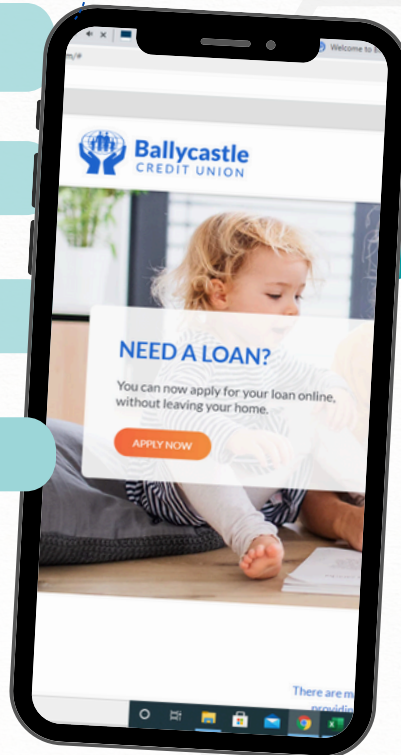 Welcome to
Ballycastle
CREDIT UNION
NEED A LOAN?
You can now apply for your loan online,
without leaving your home.
APPLY NOW
There are